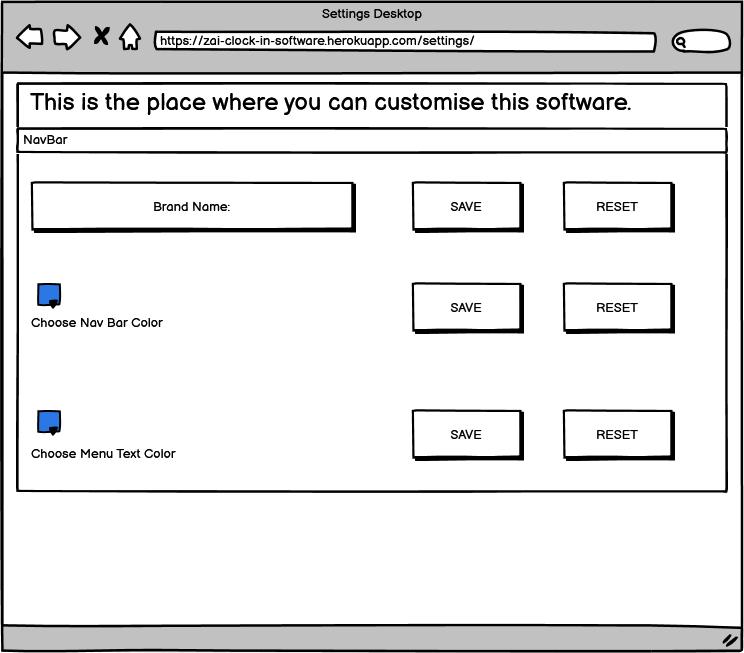 Settings Desktop
https://zai-clock-in-software.herokuapp.com/settings/
This is the place where you can customise this software.
NavBar
Brand Name:
SAVE
RESET
Choose Nav Bar Color
SAVE
RESET
Choose Menu Text Color
SAVE
RESET